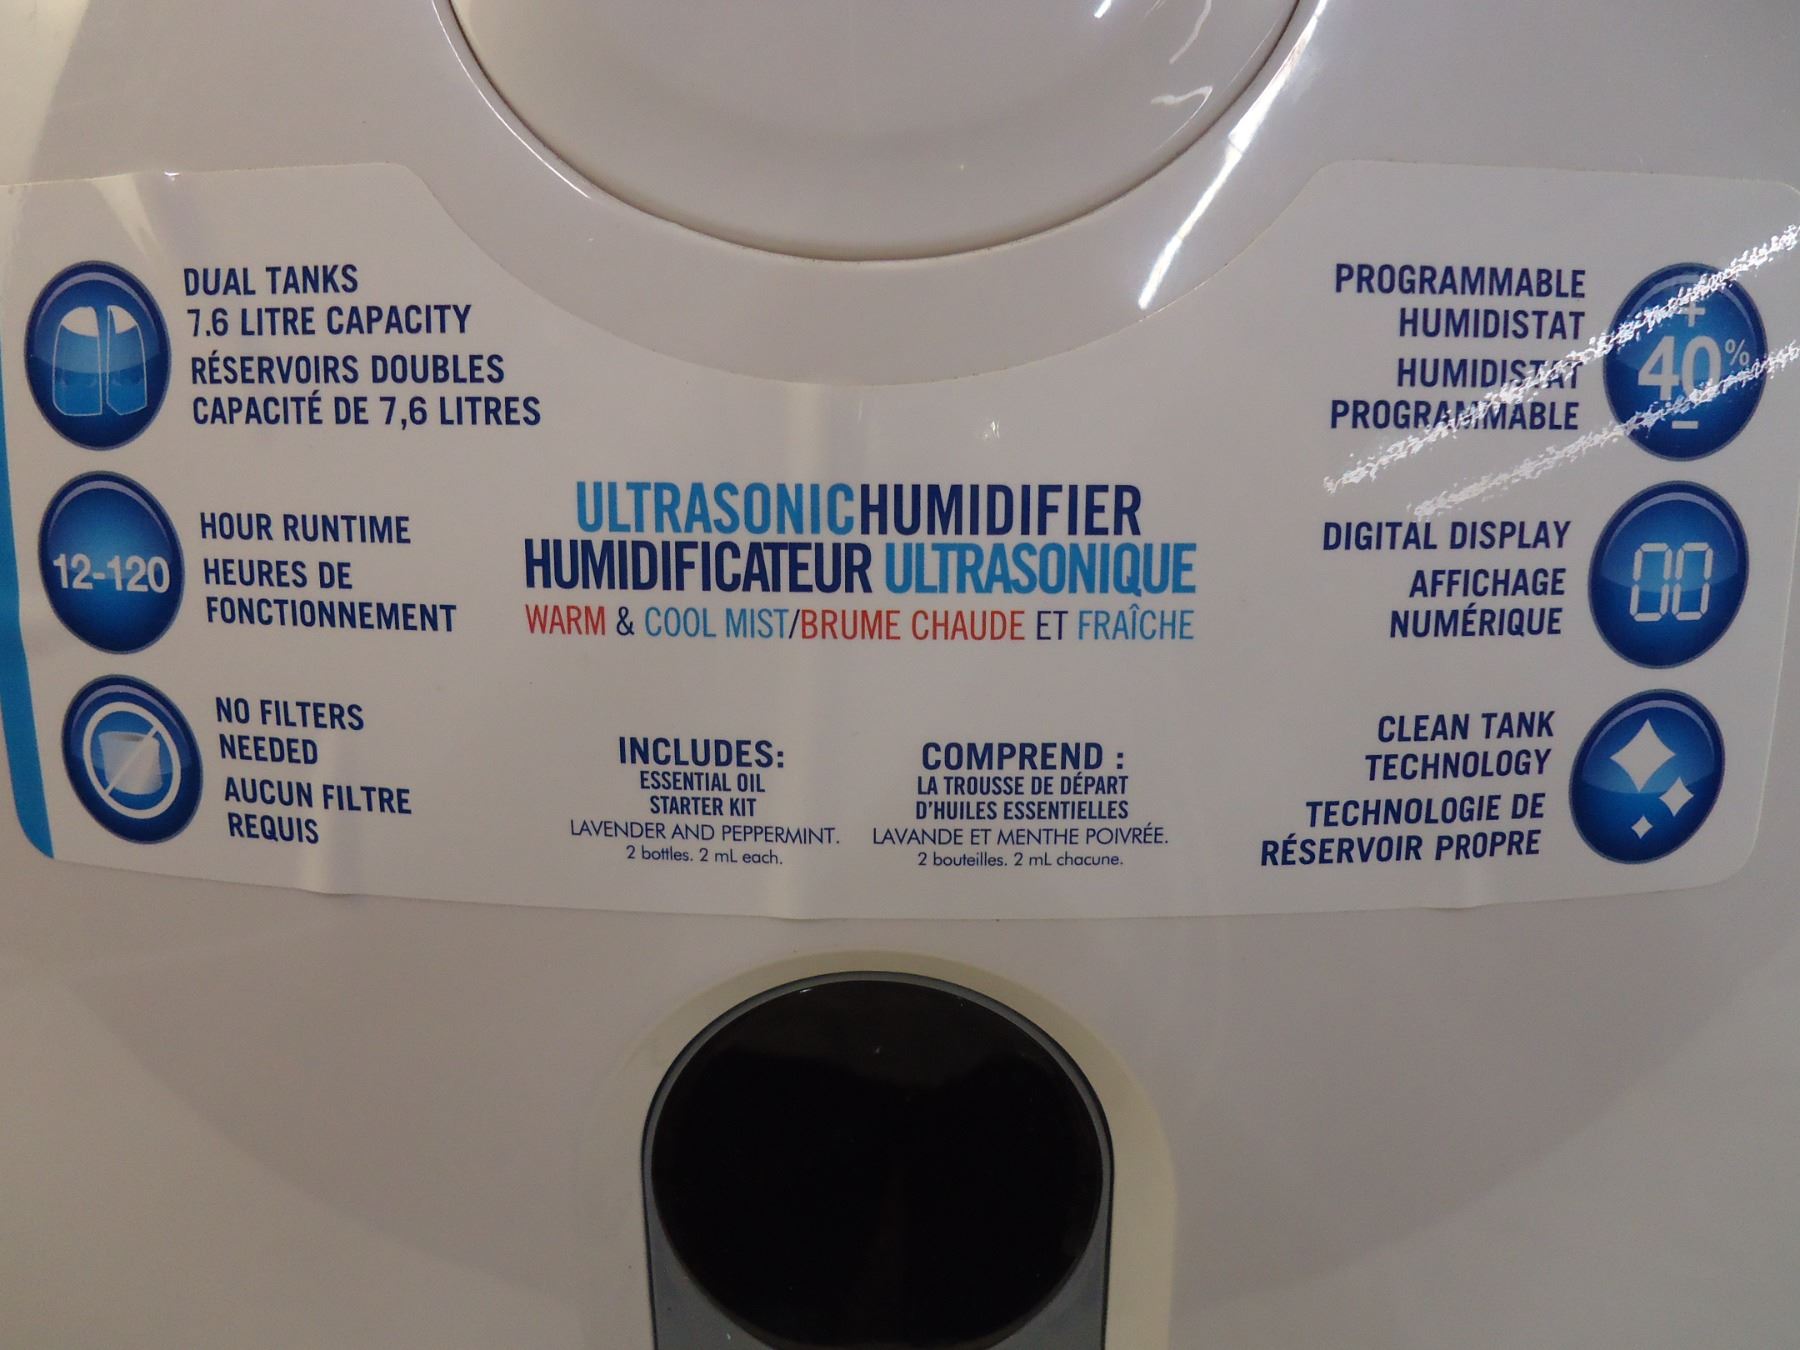 DUAL TANKS
7.6 LITRE CAPACITY
RÉSERVOIRS DOUBLES
CAPACITÉ DE 7,6 LITRES
12-120
HOUR RUNTIME
HEURES DE
FONCTIONNEMENT
NO FILTERS
NEEDED
AUCUN FILTRE
REQUIS
ULTRASONICHUMIDIFIER
HUMIDIFICATEUR ULTRASONIQUE
WARM & COOL MIST/BRUME CHAUDE ET FRAÎCHE
INCLUDES:
ESSENTIAL OIL
STARTER KIT
LAVENDER AND PEPPERMINT.
2 bottles. 2 mL each.
COMPREND :
LA TROUSSE DE DÉPART
D'HUILES ESSENTIELLES
LAVANDE ET MENTHE POIVRÉE.
2 bouteilles. 2 mL chacune.
PROGRAMMABLE
HUMIDISTAT
HUMIDISTAT
PROGRAMMABLE
+
40%
−
DIGITAL DISPLAY
AFFICHAGE
NUMÉRIQUE
00
CLEAN TANK
TECHNOLOGY
TECHNOLOGIE DE
RÉSERVOIR PROPRE